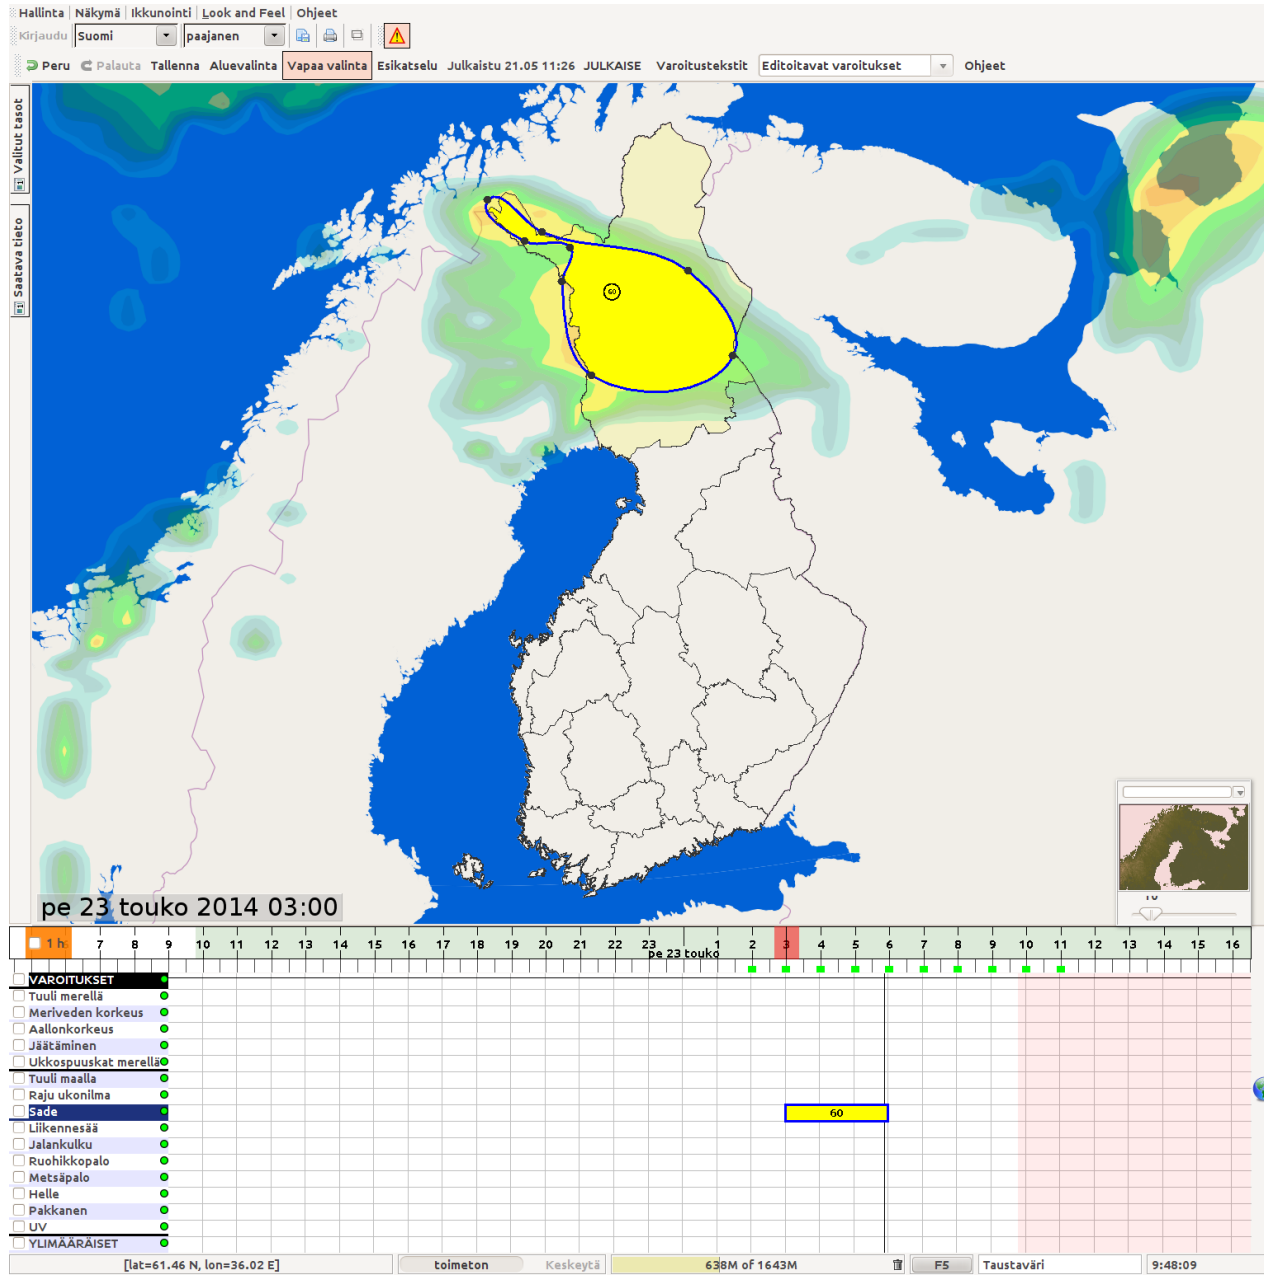 Hallinta Näkymä Ikkunointi Look and Feel Ohjeet
Kirjaudu Suomi paajanen
Peru Palauta Tallenna Aluevalinta Vapaa valinta Esikatselu Julkaistu 21.05 11:26 JULKAISE Varoitustekstit Editoitavat varoitukset Ohjeet
Valitut tasot
Saatava tieto
60
pe 23 touko 2014 03:00
1 h 7 8 9 10 11 12 13 14 15 16 17 18 19 20 21 22 23 1 2 3 4 5 6 7 8 9 10 11 12 13 14 15 16
pe 23 touko
VAROITUKSET
Tuuli merellä
Meriveden korkeus
Aallonkorkeus
Jäätäminen
Ukkospuuskat merellä
Tuuli maalla
Raju ukonilma
Sade 60
Liikennesää
Jalankulku
Ruohikkopalo
Metsäpalo
Helle
Pakkanen
UV
YLIMÄÄRÄISET
[lat=61.46 N, lon=36.02 E] toimeton Keskeytä 638M of 1643M F5 Taustaväri 9:48:09